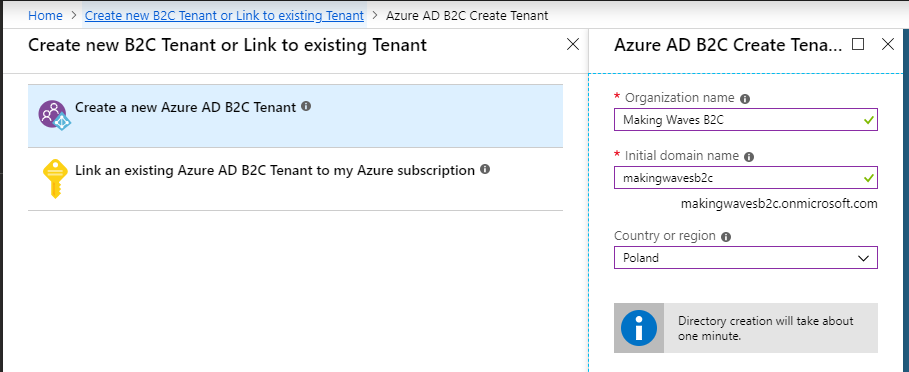 Home > Create new B2C Tenant or Link to existing Tenant > Azure AD B2C Create Tenant
Create new B2C Tenant or Link to existing Tenant
Create a new Azure AD B2C Tenant
Link an existing Azure AD B2C Tenant to my Azure subscription
Azure AD B2C Create Tena...
* Organization name
Making Waves B2C
* Initial domain name
makingwavesb2c
makingwavesb2c.onmicrosoft.com
Country or region
Poland
Directory creation will take about
one minute.